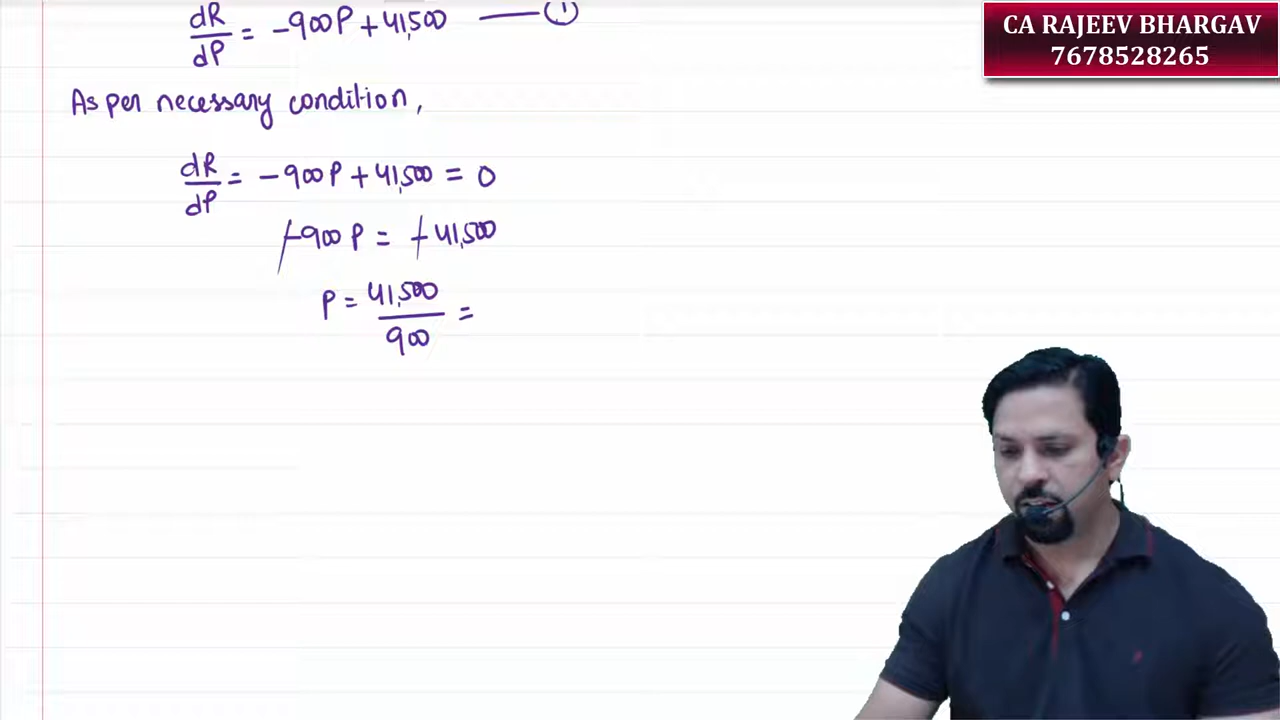 dR/dP = -900P + 41,500 —— ①
CA RAJEEV BHARGAV
7678528265
As per necessary condition,
dR/dP = -900P + 41,500 = 0
-900P = -41,500
P = 41,500/900 =